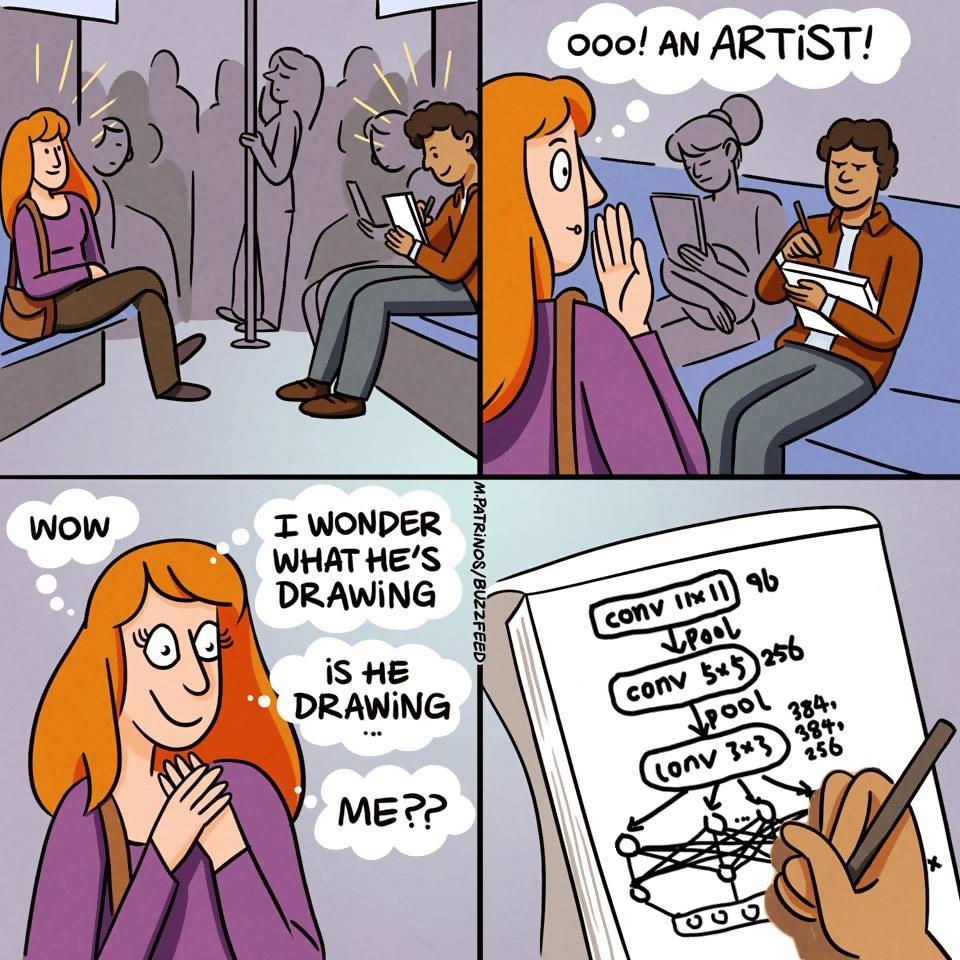 OOO! AN ARTiST!
WOW
I WONDER
WHAT HE'S
DRAWiNG
iS HE
DRAWiNG
...
ME??
M.PATRiNOS/BUZZFEED
conv 11x11 96
pool
conv 5x5 256
pool
conv 3x3 384,
384,
256
...